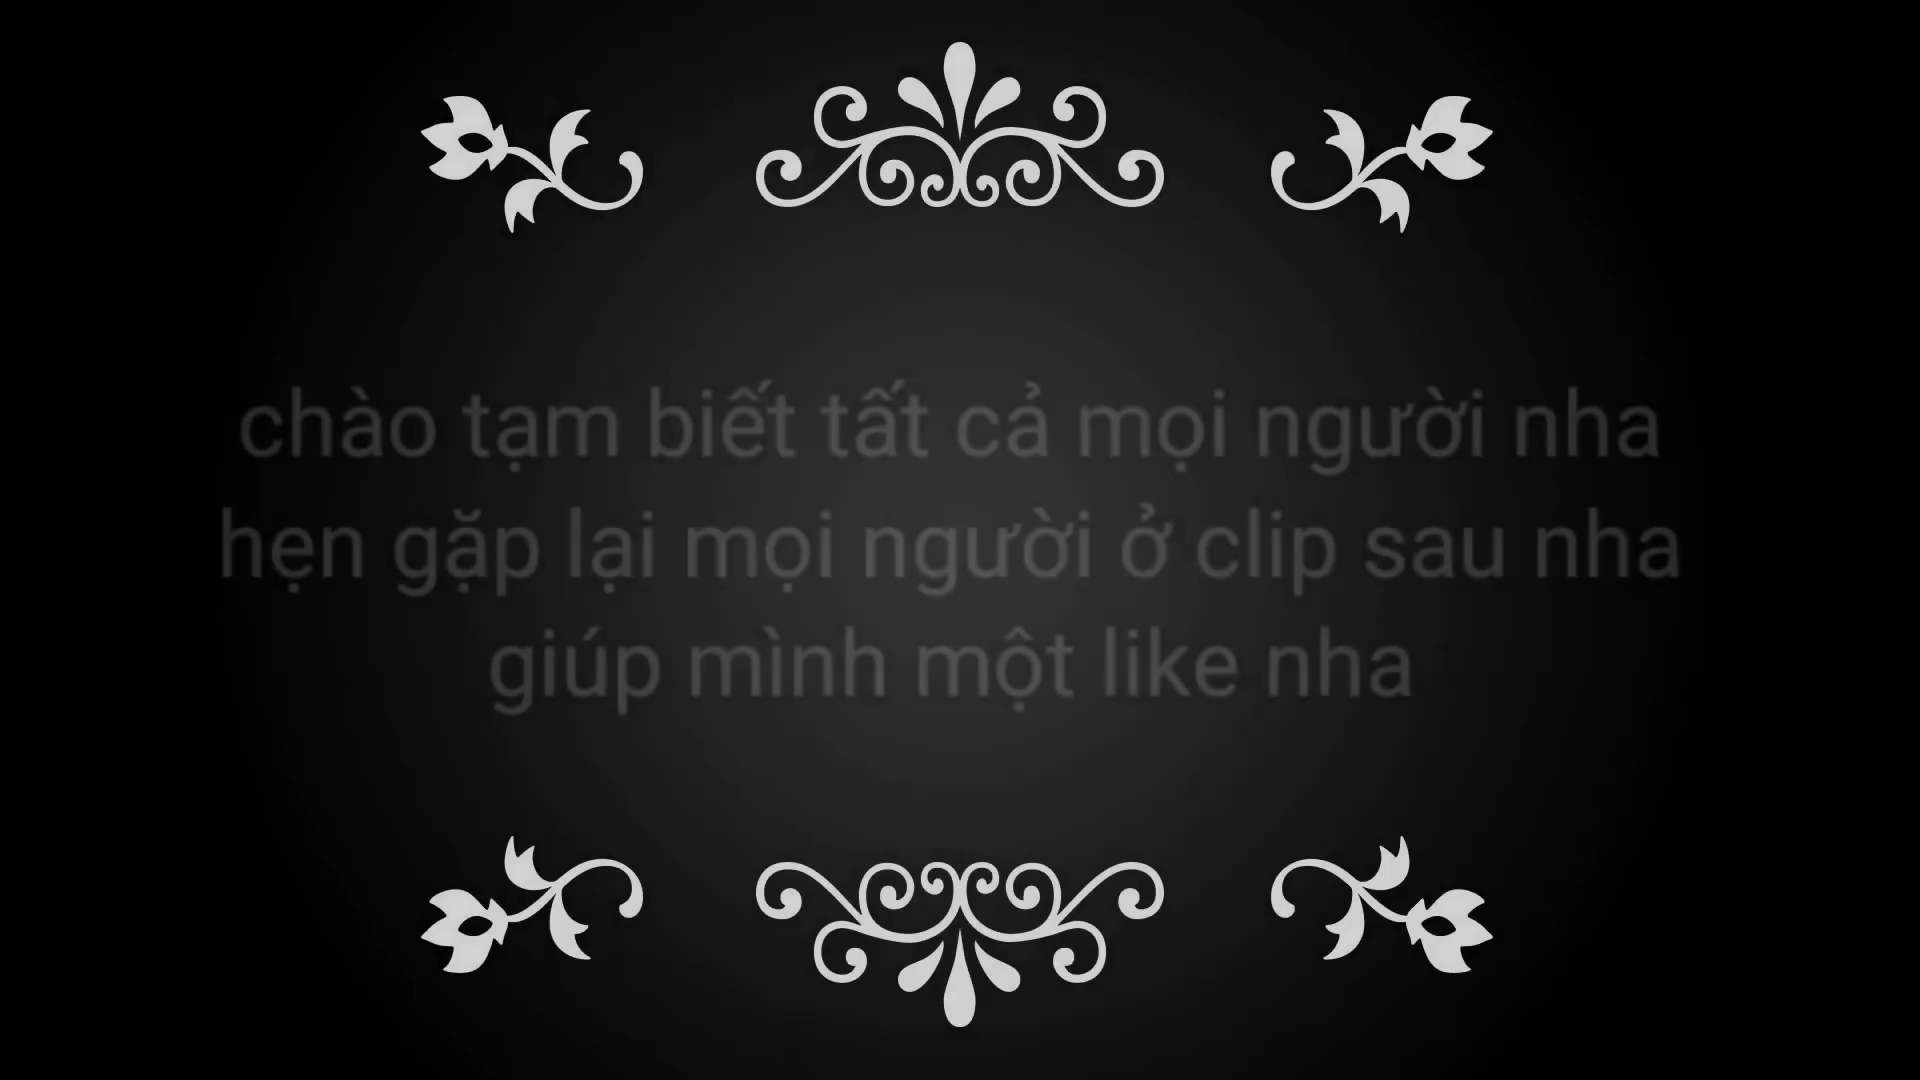 chào tạm biết tất cả mọi người nha
hẹn gặp lại mọi người ở clip sau nha
giúp mình một like nha